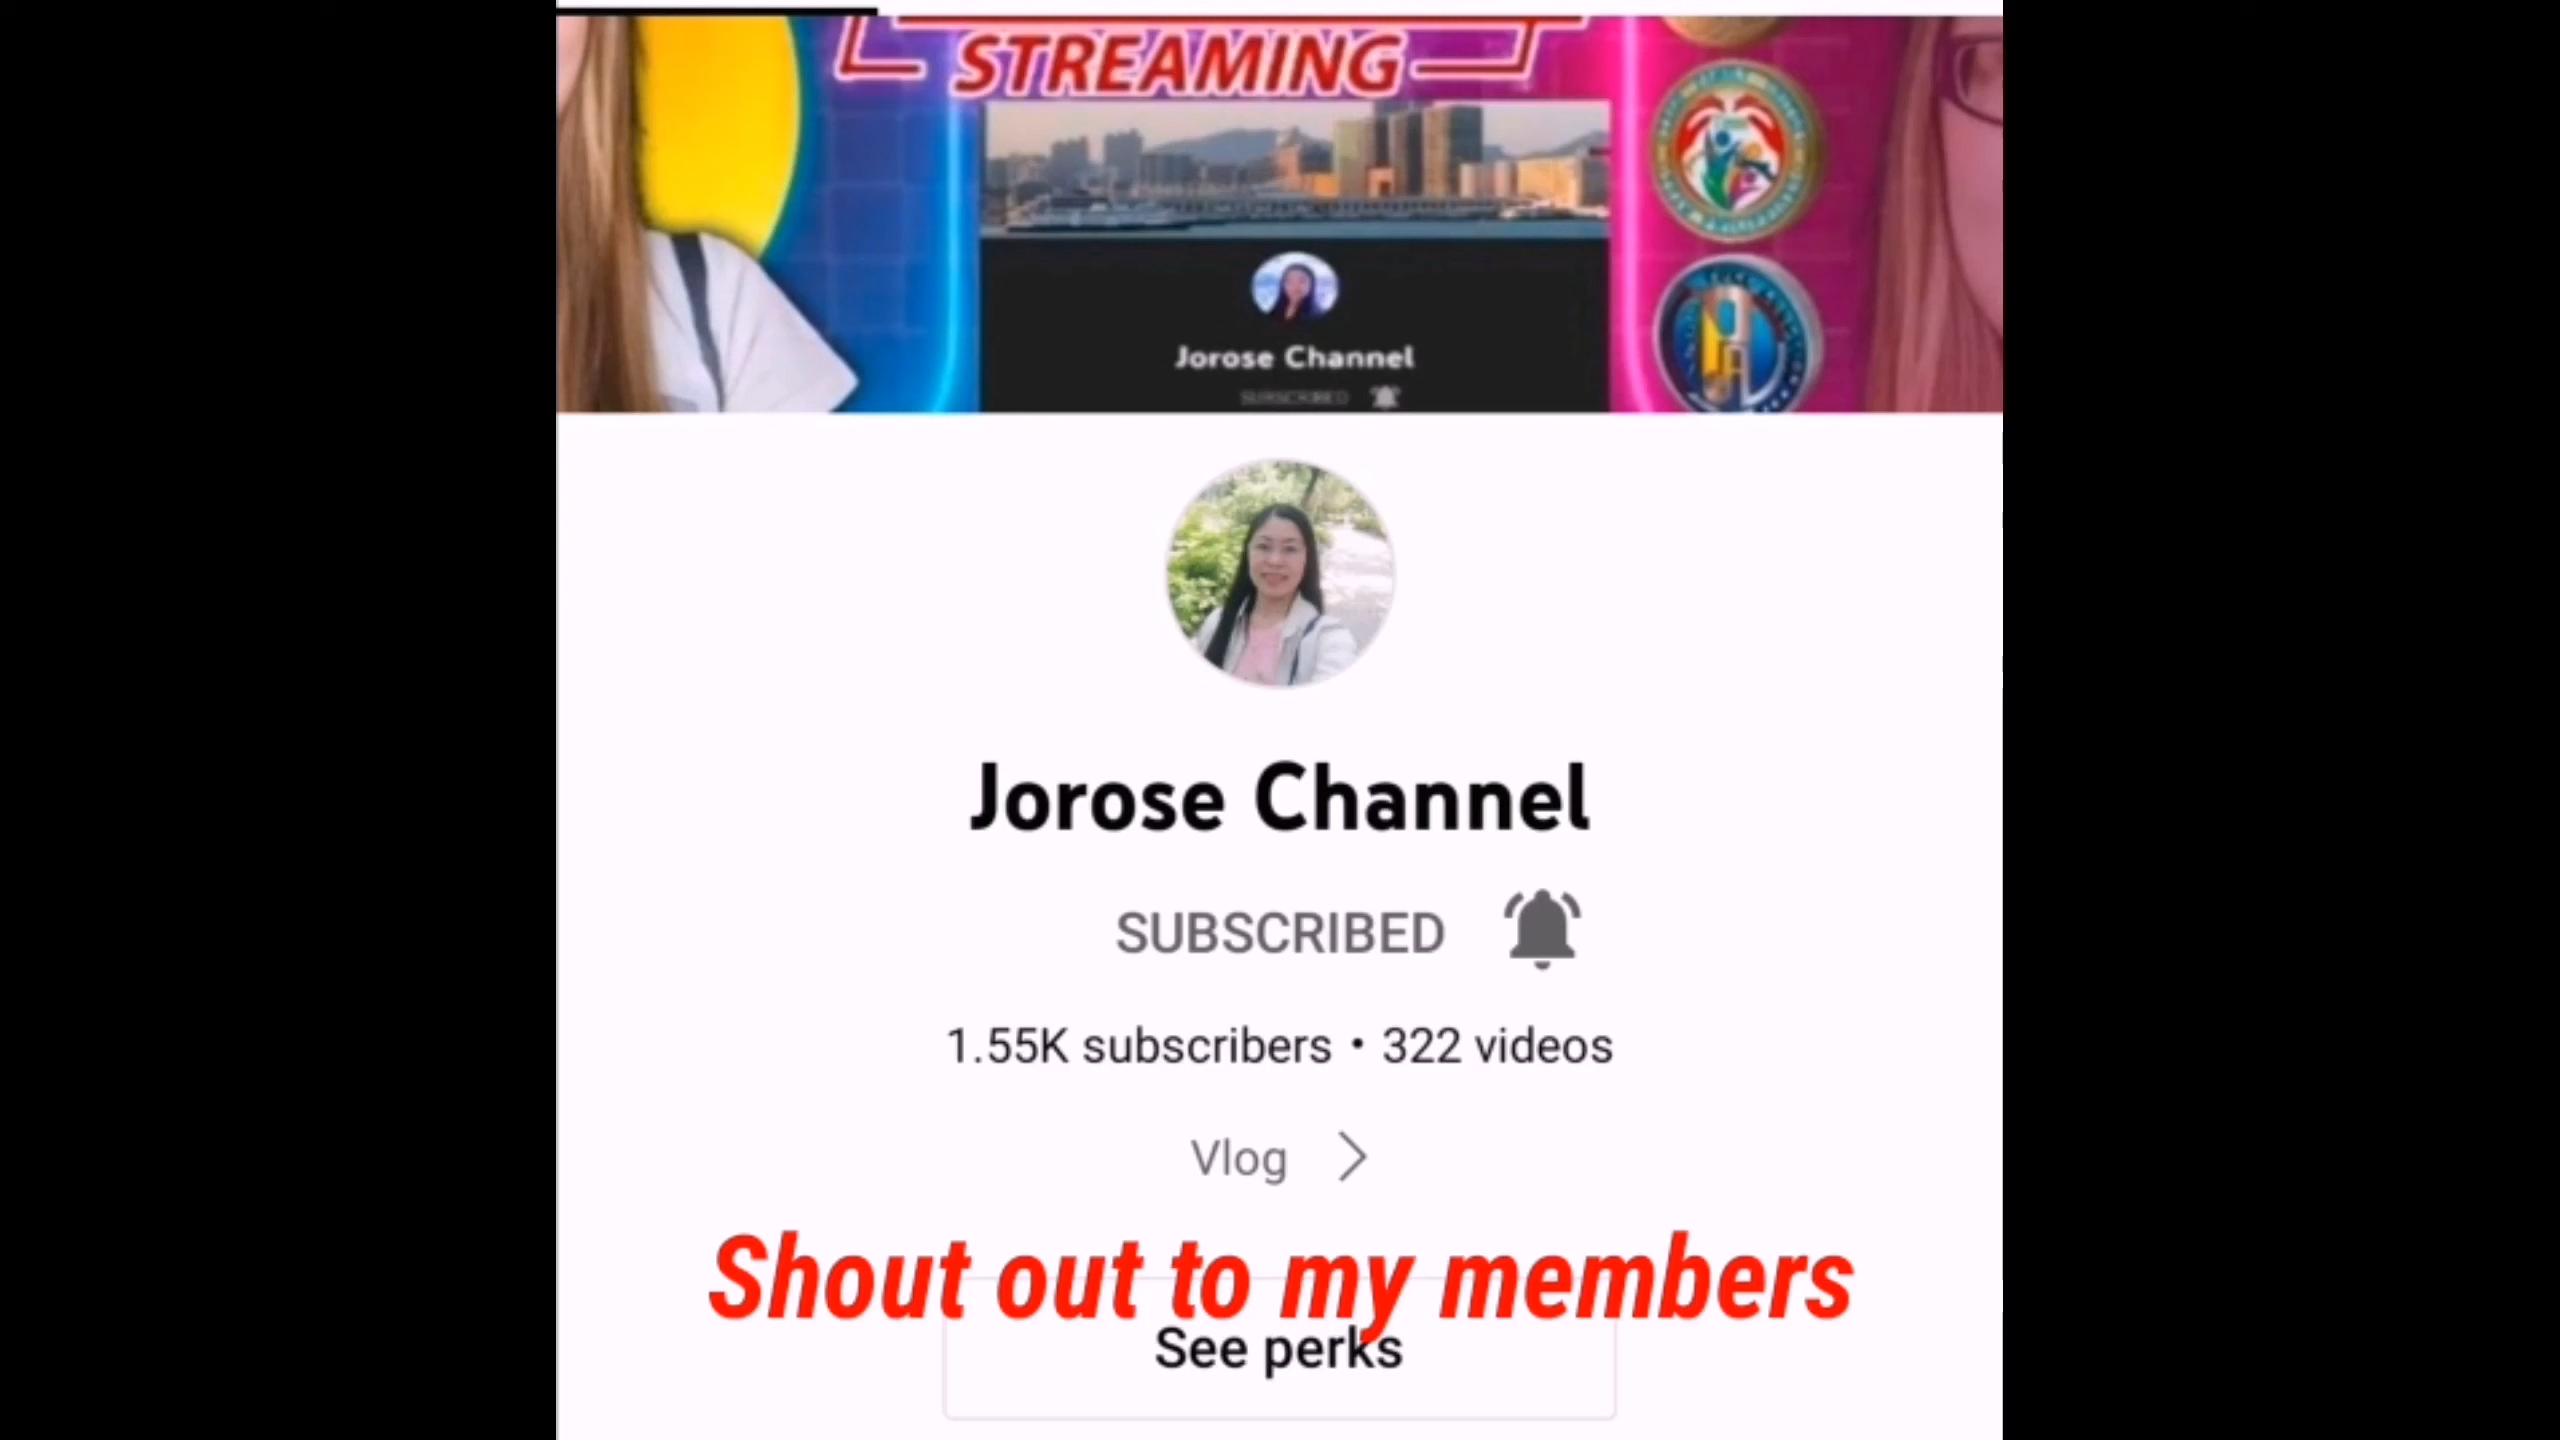 STREAMING
Jorose Channel
SUBSCRIBED
Jorose Channel
SUBSCRIBED
1.55K subscribers • 322 videos
Vlog
Shout out to my members
See perks